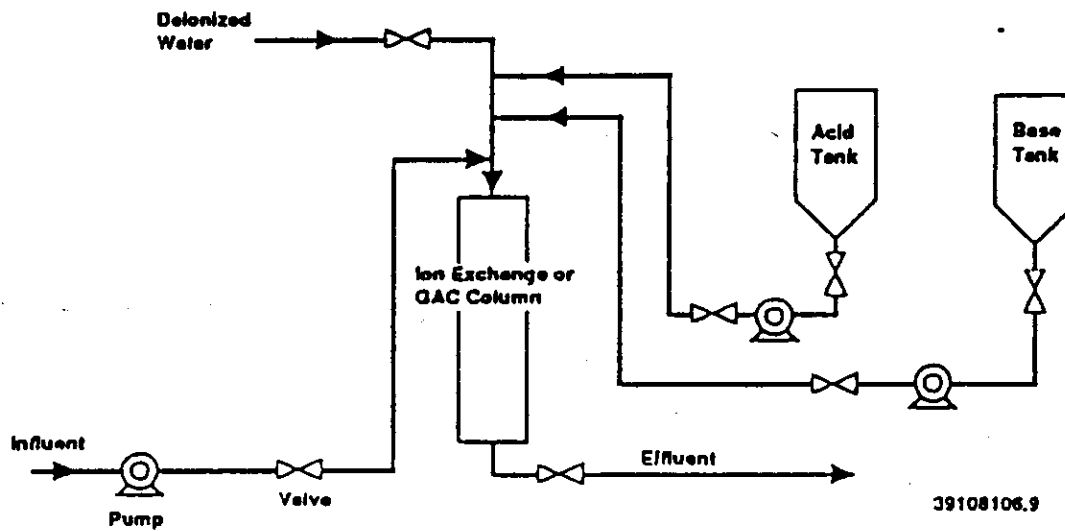 Deionized
Water
Acid
Tank
Base
Tank
Ion Exchange or
GAC Column
Influent
Effluent
Valve
Pump
39108106.9